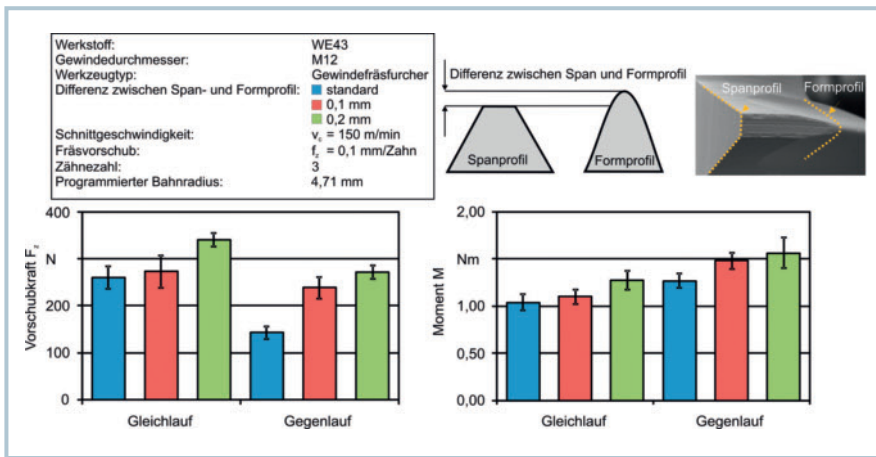 Werkstoff: WE43
Gewindedurchmesser: M12
Werkzeugtyp: Gewindefräsfurcher
Differenz zwischen Span- und Formprofil: standard
0,1 mm
0,2 mm
Schnittgeschwindigkeit: vc = 150 m/min
Fräsvorschub: fz = 0,1 mm/Zahn
Zähnezahl: 3
Programmierter Bahnradius: 4,71 mm
Differenz zwischen Span und Formprofil
Spanprofil
Formprofil
Spanprofil Formprofil
Vorschubkraft Fz
400
N
200
100
0
Gleichlauf Gegenlauf
Moment M
2,00
Nm
1,00
0,50
0,00
Gleichlauf Gegenlauf